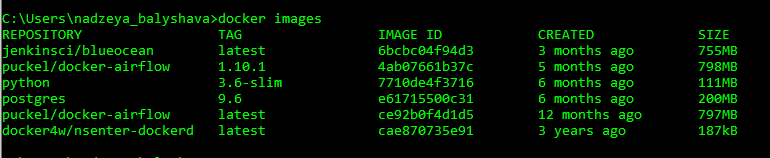 C:\Users\nadzeya_balyshava>docker images
REPOSITORY TAG IMAGE ID CREATED SIZE
jenkinsci/blueocean latest 6bcbc04f94d3 3 months ago 755MB
puckel/docker-airflow 1.10.1 4ab07661b37c 5 months ago 798MB
python 3.6-slim 7710de4f3716 6 months ago 111MB
postgres 9.6 e61715500c31 6 months ago 200MB
puckel/docker-airflow latest ce92b0f4d1d5 12 months ago 797MB
docker4w/nsenter-dockerd latest cae870735e91 3 years ago 187kB